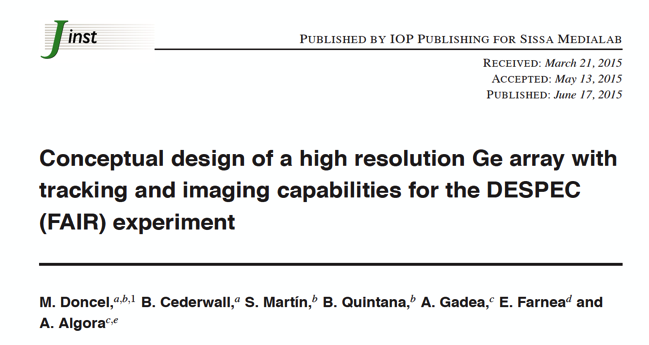 Jinst
PUBLISHED BY IOP PUBLISHING FOR SISSA MEDIALAB
RECEIVED: March 21, 2015
ACCEPTED: May 13, 2015
PUBLISHED: June 17, 2015
Conceptual design of a high resolution Ge array with
tracking and imaging capabilities for the DESPEC
(FAIR) experiment
M. Doncel,a,b,1 B. Cederwall,a S. Martín,b B. Quintana,b A. Gadea,c E. Farnead and
A. Algorac,e